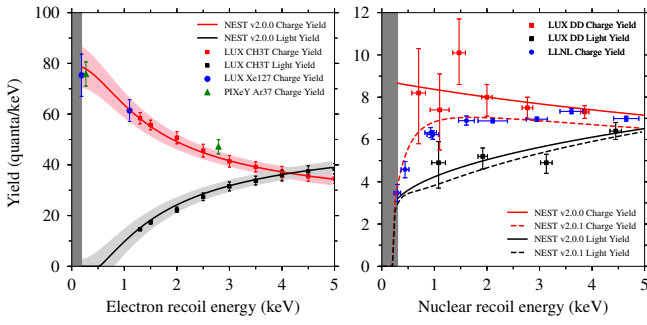 Yield (quanta/keV)
100
80
60
40
20
0
NEST v2.0.0 Charge Yield
NEST v2.0.0 Light Yield
LUX CH3T Charge Yield
LUX CH3T Light Yield
LUX Xe127 Charge Yield
PIXeY Ar37 Charge Yield
0 1 2 3 4 5
Electron recoil energy (keV)
12
10
8
6
4
2
0
LUX DD Charge Yield
LUX DD Light Yield
LLNL Charge Yield
NEST v2.0.0 Charge Yield
NEST v2.0.1 Charge Yield
NEST v2.0.0 Light Yield
NEST v2.0.1 Light Yield
0 1 2 3 4 5
Nuclear recoil energy (keV)